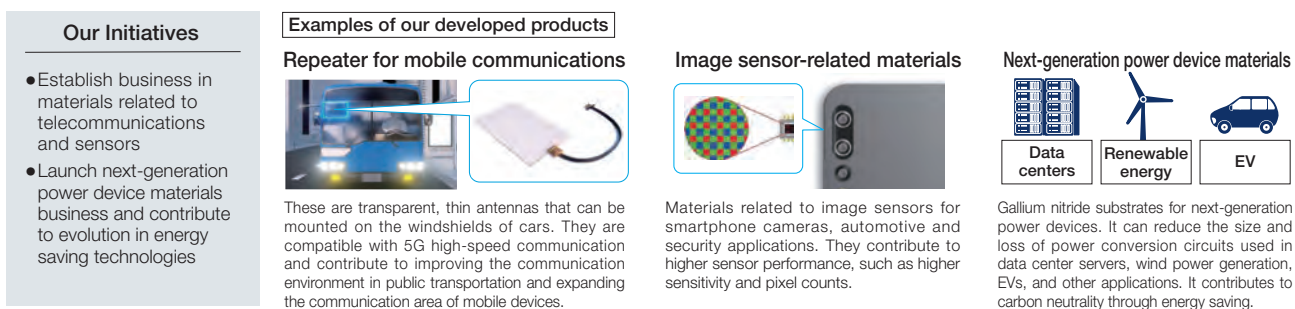 Our Initiatives
●Establish business in
materials related to
telecommunications
and sensors
●Launch next-generation
power device materials
business and contribute
to evolution in energy
saving technologies
Examples of our developed products
Repeater for mobile communications
These are transparent, thin antennas that can be
mounted on the windshields of cars. They are
compatible with 5G high-speed communication
and contribute to improving the communication
environment in public transportation and expanding
the communication area of mobile devices.
Image sensor-related materials
Materials related to image sensors for
smartphone cameras, automotive and
security applications. They contribute to
higher sensor performance, such as higher
sensitivity and pixel counts.
Next-generation power device materials
Data
centers
Renewable
energy
EV
Gallium nitride substrates for next-generation
power devices. It can reduce the size and
loss of power conversion circuits used in
data center servers, wind power generation,
EVs, and other applications. It contributes to
carbon neutrality through energy saving.